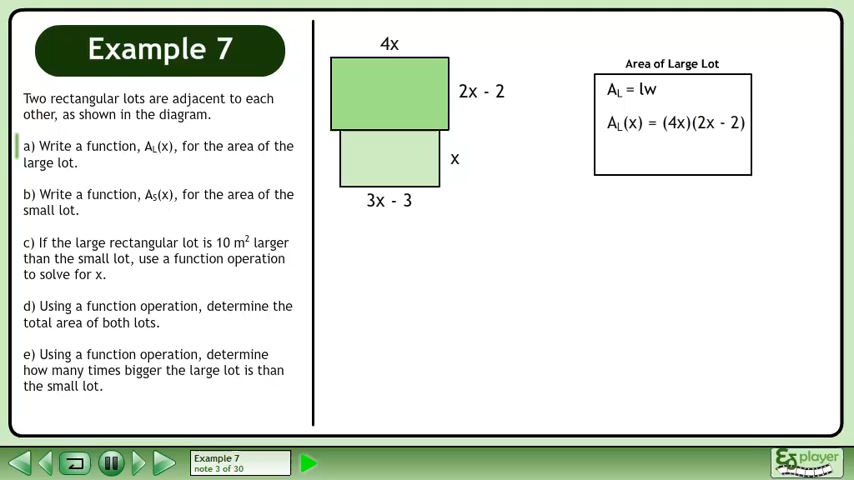 Example 7
Two rectangular lots are adjacent to each
other, as shown in the diagram.
a) Write a function, AL(x), for the area of the
large lot.
b) Write a function, AS(x), for the area of the
small lot.
c) If the large rectangular lot is 10 m² larger
than the small lot, use a function operation
to solve for x.
d) Using a function operation, determine the
total area of both lots.
e) Using a function operation, determine
how many times bigger the large lot is than
the small lot.
4x
2x - 2
x
3x - 3
Area of Large Lot
AL = lw
AL(x) = (4x)(2x - 2)
Example 7
note 3 of 30
player